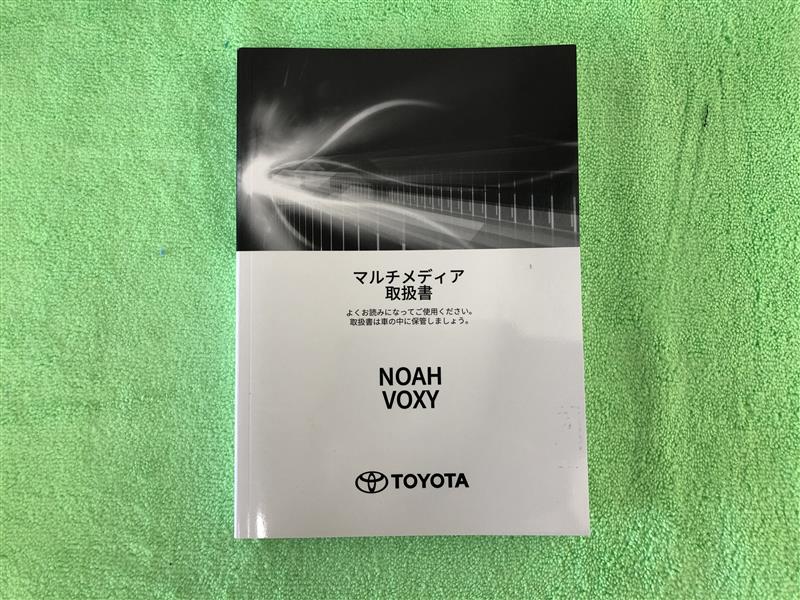 マルチメディア
取扱書
よくお読みになってご使用ください。
取扱書は車の中に保管しましょう。
NOAH
VOXY
TOYOTA